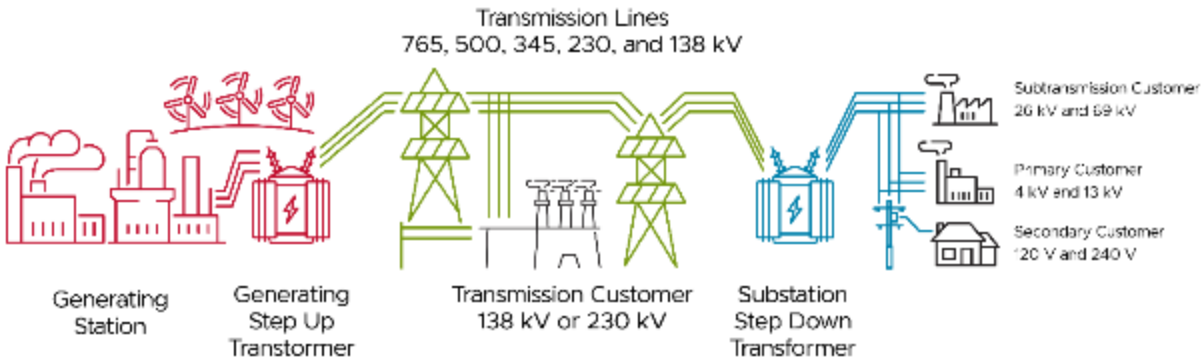 Transmission Lines
765, 500, 345, 230, and 138 kV
Subtransmission Customer
26 kV and 69 kV
Primary Customer
4 kV and 13 kV
Secondary Customer
120 V and 240 V
Generating
Station
Generating
Step Up
Transtormer
Transmission Customer
138 kV or 230 kV
Substation
Step Down
Transformer